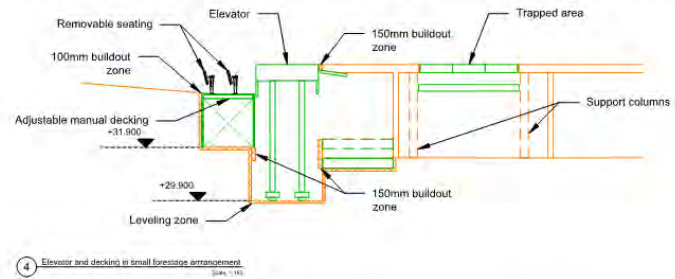 Removable seating
Elevator
150mm buildout
zone
Trapped area
100mm buildout
zone
Adjustable manual decking
+31.900
Support columns
+29.900
150mm buildout
zone
Leveling zone
4
Elevator and decking in small forestage arrrangement